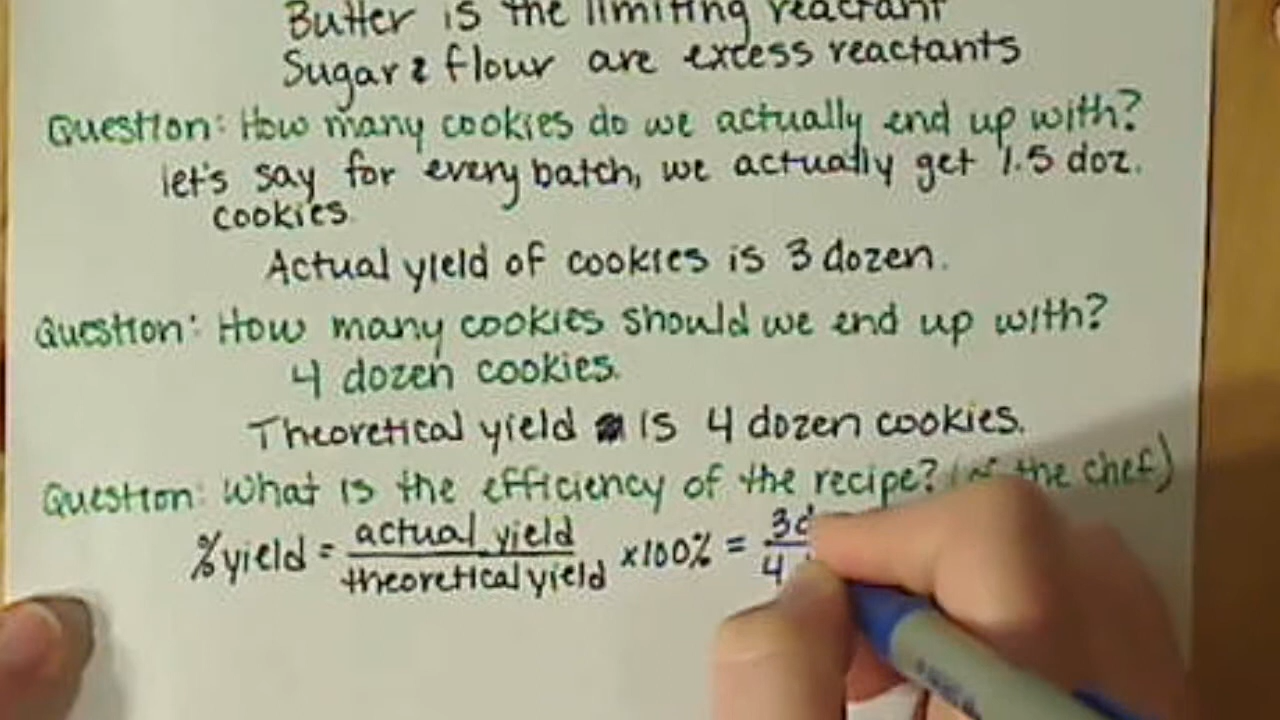 Butter is the limiting reactant
Sugar & flour are excess reactants
Question: How many cookies do we actually end up with?
let's say for every batch, we actually get 1.5 doz.
cookies.
Actual yield of cookies is 3 dozen.
Question: How many cookies should we end up with?
4 dozen cookies.
Theoretical yield is 4 dozen cookies.
Question: What is the efficiency of the recipe? (of the chef)
%yield = actual yield / theoretical yield x100% = 3d / 4